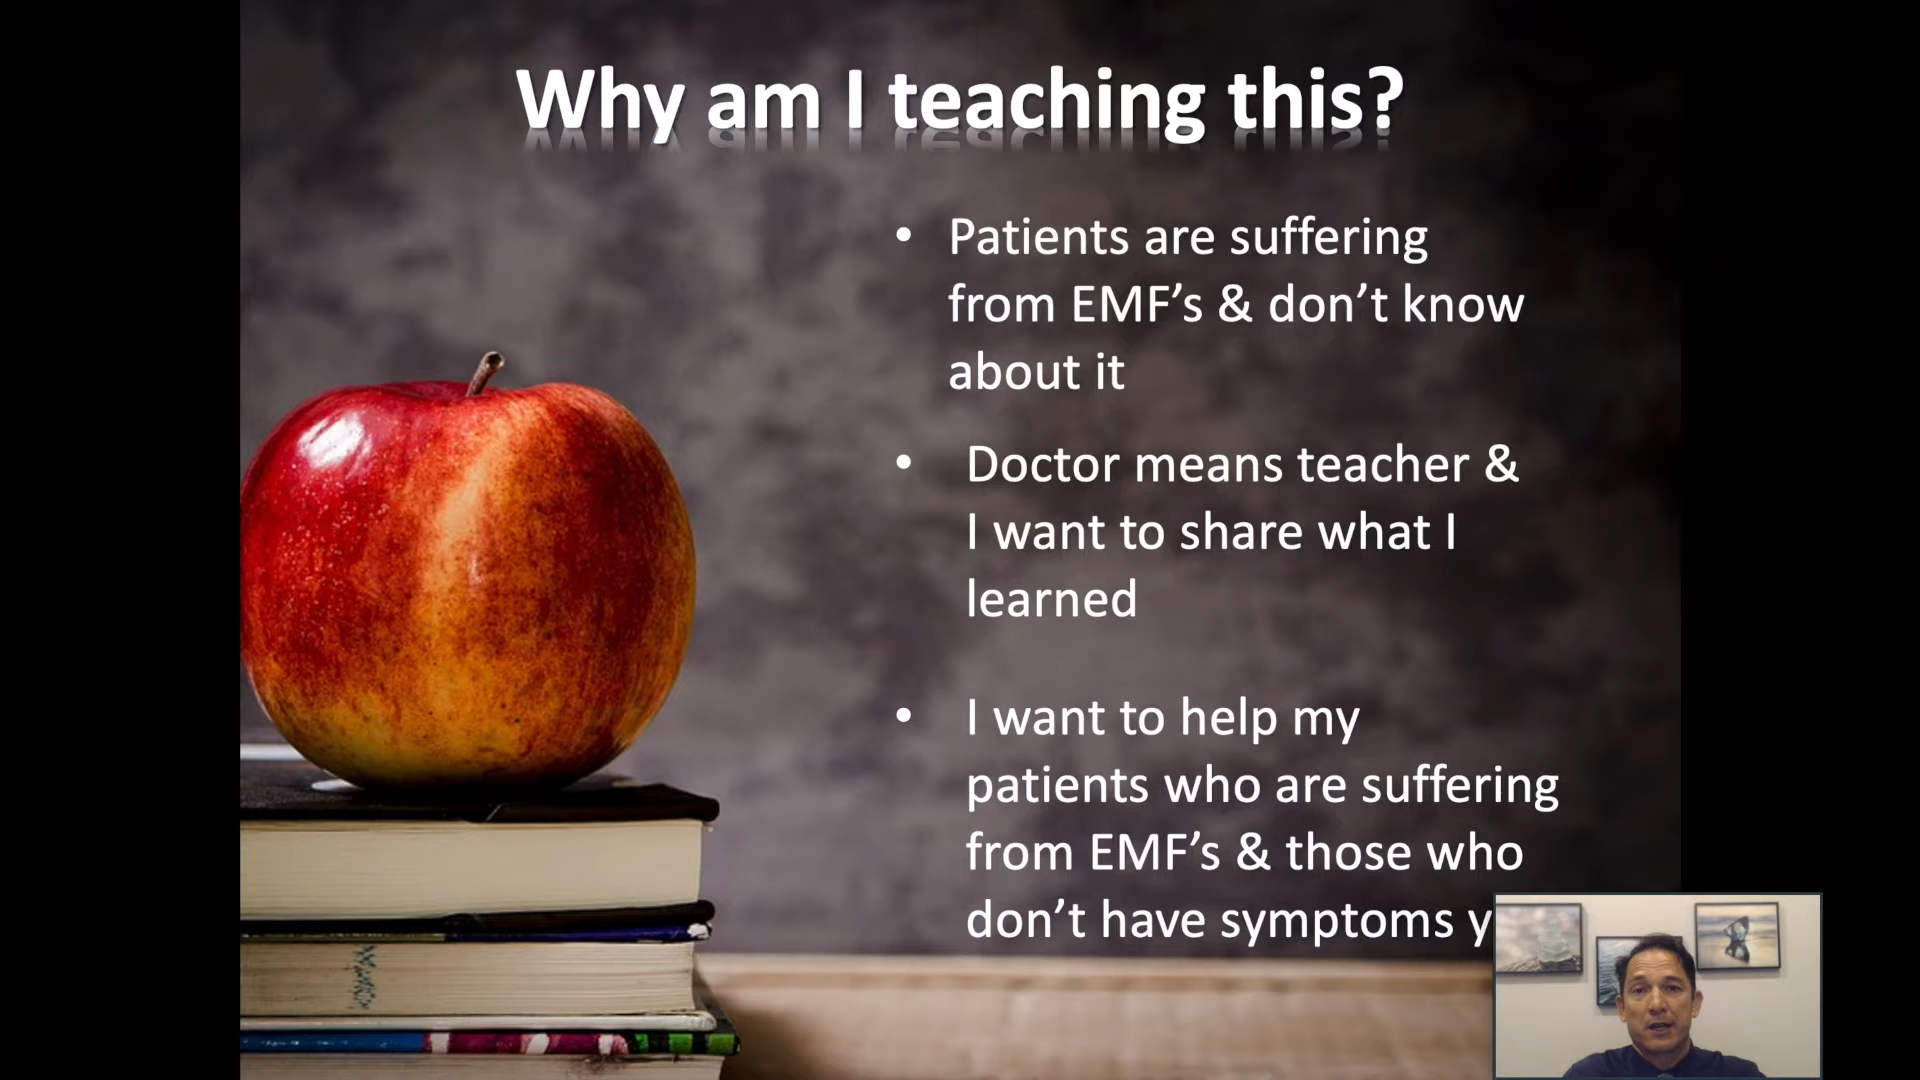 Why am I teaching this?
• Patients are suffering
from EMF's & don't know
about it
• Doctor means teacher &
I want to share what I
learned
• I want to help my
patients who are suffering
from EMF's & those who
don't have symptoms